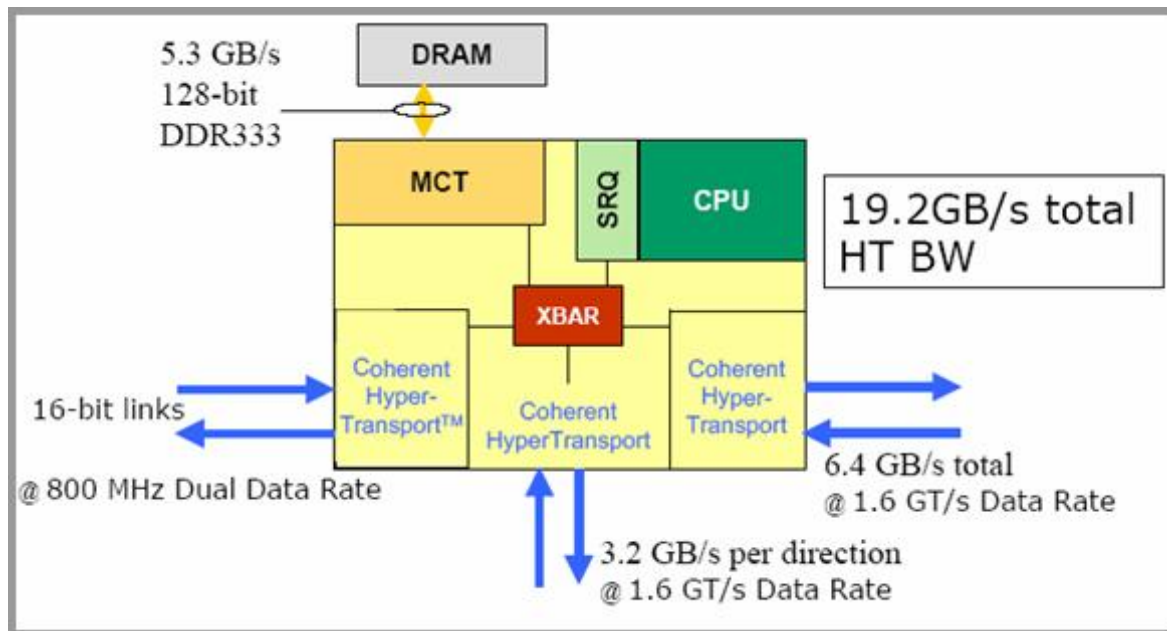 5.3 GB/s
128-bit
DDR333
DRAM
MCT
SRQ
CPU
19.2GB/s total
HT BW
XBAR
Coherent
Hyper-
Transport™
Coherent
HyperTransport
Coherent
Hyper-
Transport
16-bit links
@ 800 MHz Dual Data Rate
6.4 GB/s total
@ 1.6 GT/s Data Rate
3.2 GB/s per direction
@ 1.6 GT/s Data Rate